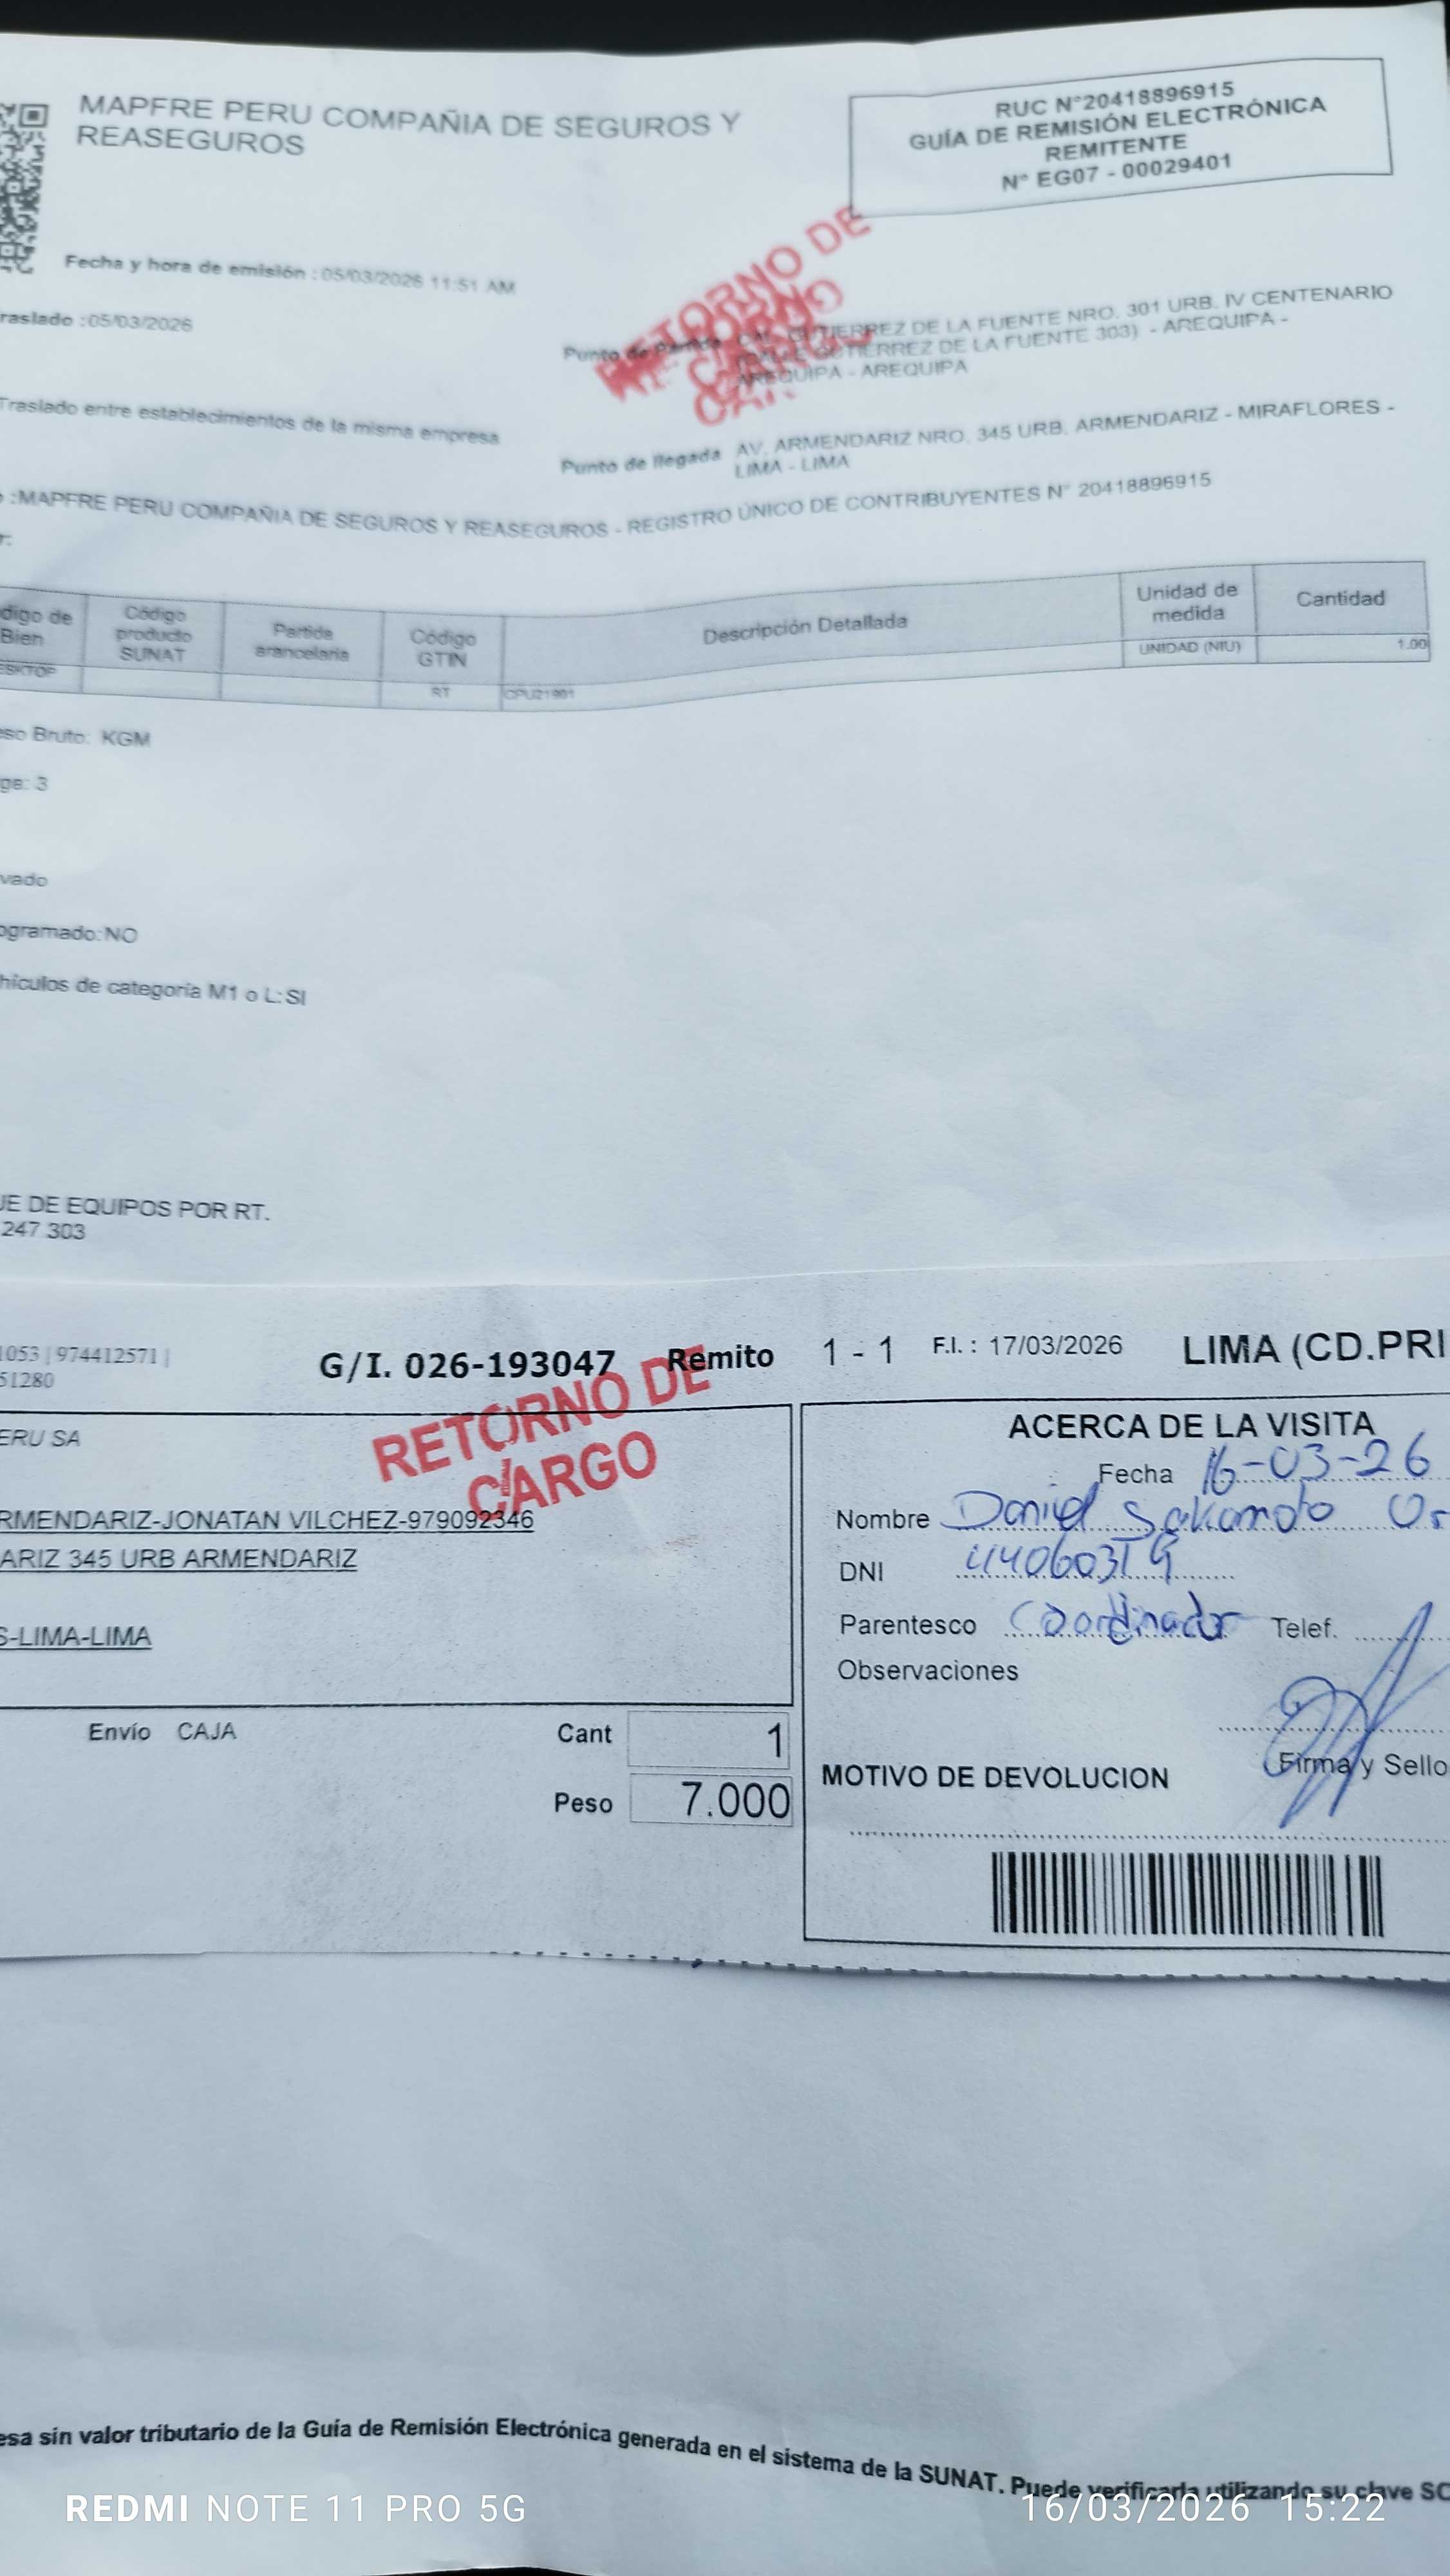 MAPFRE PERU COMPAÑIA DE SEGUROS Y
REASEGUROS
RUC N°20418896915
GUÍA DE REMISIÓN ELECTRÓNICA
REMITENTE
N° EG07 - 00029401
RETORNO DE
Fecha y hora de emisión : 05/03/2026 11:51 AM
raslado :05/03/2026
Punto de Partida GUTIERREZ DE LA FUENTE NRO. 301 URB. IV CENTENARIO
GUTIERREZ DE LA FUENTE 303) - AREQUIPA -
AREQUIPA - AREQUIPA
Traslado entre establecimientos de la misma empresa
Punto de llegada AV. ARMENDARIZ NRO. 345 URB. ARMENDARIZ - MIRAFLORES -
LIMA - LIMA
o :MAPFRE PERU COMPAÑIA DE SEGUROS Y REASEGUROS - REGISTRO ÚNICO DE CONTRIBUYENTES N° 20418896915
r:
digo de Bien Código producto SUNAT Partida arancelaria Código GTIN Descripción Detallada Unidad de medida Cantidad
ESKTOP RT CPU21901 UNIDAD (NIU) 1.00
eso Bruto: KGM
ga: 3
vado
ogramado: NO
hículos de categoría M1 o L: SI
UE DE EQUIPOS POR RT.
247 303
1053 | 974412571 |
51280
G/I. 026-193047 Remito 1 - 1 F.I. : 17/03/2026 LIMA (CD.PRI
RETORNO DE
CARGO
ERU SA
RMENDARIZ-JONATAN VILCHEZ-979092346
ARIZ 345 URB ARMENDARIZ
S-LIMA-LIMA
Envío CAJA
Cant 1
Peso 7.000
ACERCA DE LA VISITA
Fecha 16-03-26
Nombre Daniel Sakamoto
DNI
Parentesco Coordinador Telef.
Observaciones
Firma y Sello
MOTIVO DE DEVOLUCION
esa sin valor tributario de la Guía de Remisión Electrónica generada en el sistema de la SUNAT. Puede verificarla utilizando su clave SO
REDMI NOTE 11 PRO 5G
16/03/2026 15:22